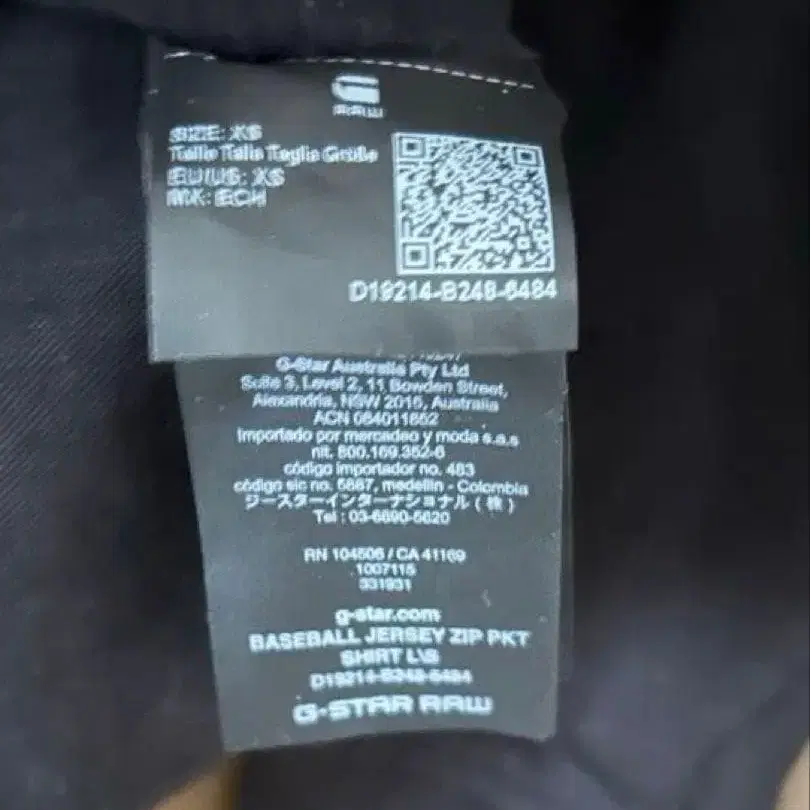 RAW
SIZE: XS
Taille Talla Taglia Größe
EU/US: XS
MX: ECH
D19214-B248-6484
G-Star Australia Pty Ltd
Suite 3, Level 2, 11 Bowden Street,
Alexandria, NSW 2015, Australia
ACN 084011652
Importado por mercadeo y moda s.a.s
nit. 800.169.352-6
código importador no. 483
código sic no. 5887, medellin - Colombia
ジースターインターナショナル (株)
Tel : 03-6890-5620
RN 104506 / CA 41169
1007115
331931
g-star.com
BASEBALL JERSEY ZIP PKT
SHIRT L\S
D19214-B248-6484
G-STAR RAW